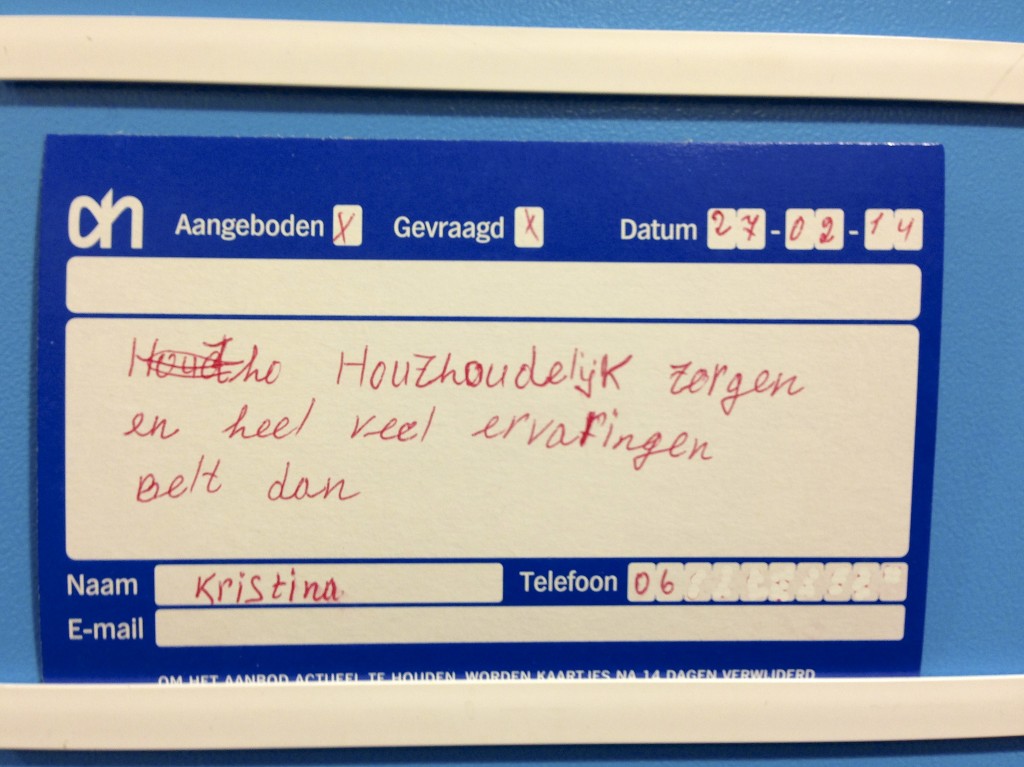 ah Aangeboden X Gevraagd X Datum 27-02-14
ho Houzhoudelijk zorgen
en heel veel ervaringen
Belt dan
Naam Kristina Telefoon 06
E-mail
OM HET AANBOD ACTUEEL TE HOUDEN, WORDEN KAARTJES NA 14 DAGEN VERWIJDERD